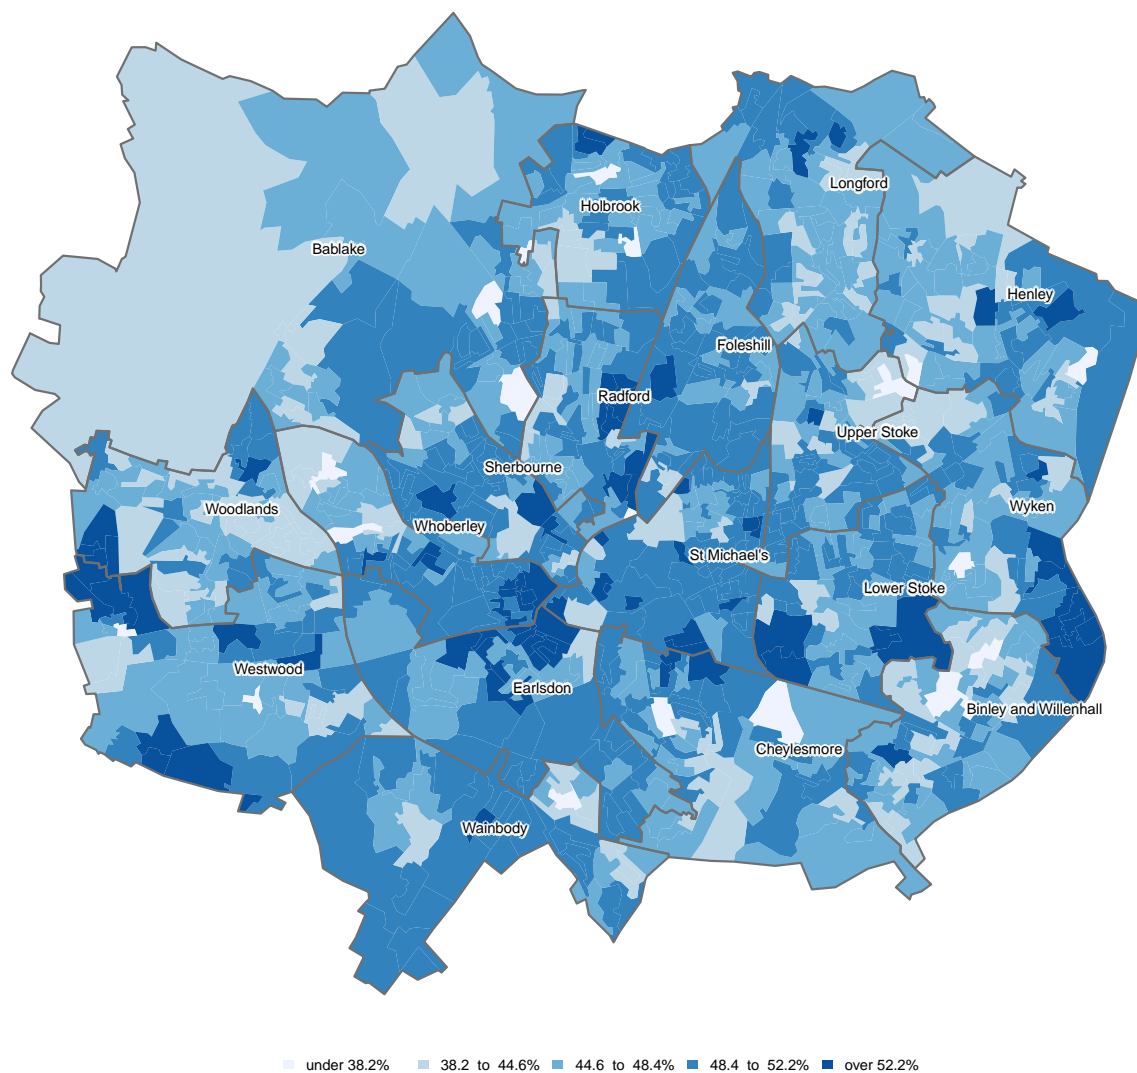 Longford
Holbrook
Bablake
Henley
Foleshill
Radford
Upper Stoke
Sherbourne
Woodlands
Wyken
Whoberley
St Michael's
Lower Stoke
Westwood
Earlsdon
Binley and Willenhall
Cheylesmore
Wainbody
under 38.2% 38.2 to 44.6% 44.6 to 48.4% 48.4 to 52.2% over 52.2%